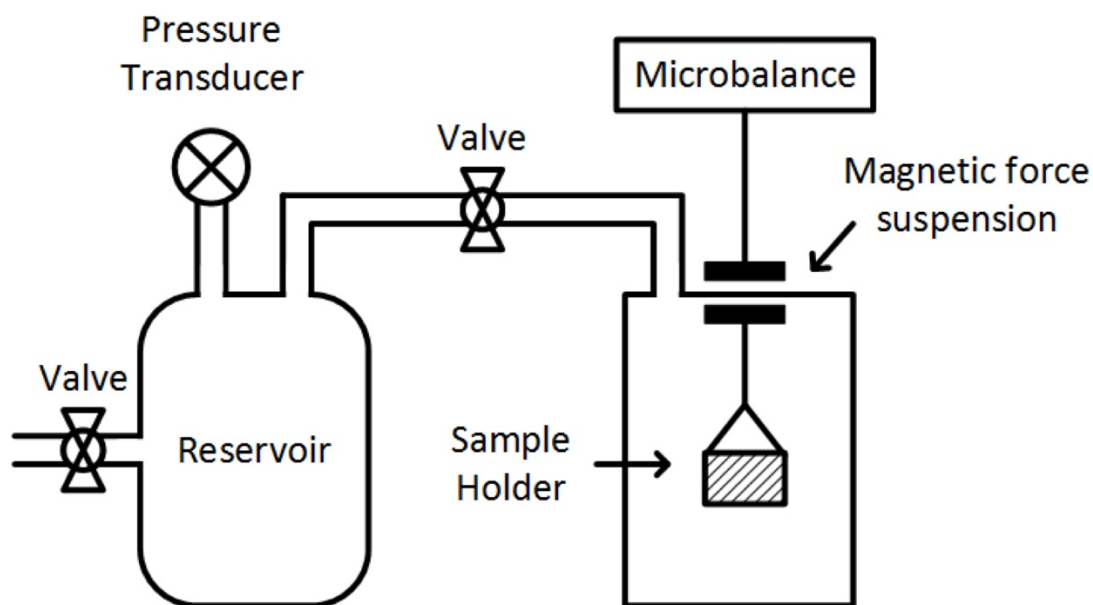 Pressure
Transducer
Microbalance
Valve
Magnetic force
suspension
Valve
Reservoir
Sample
Holder